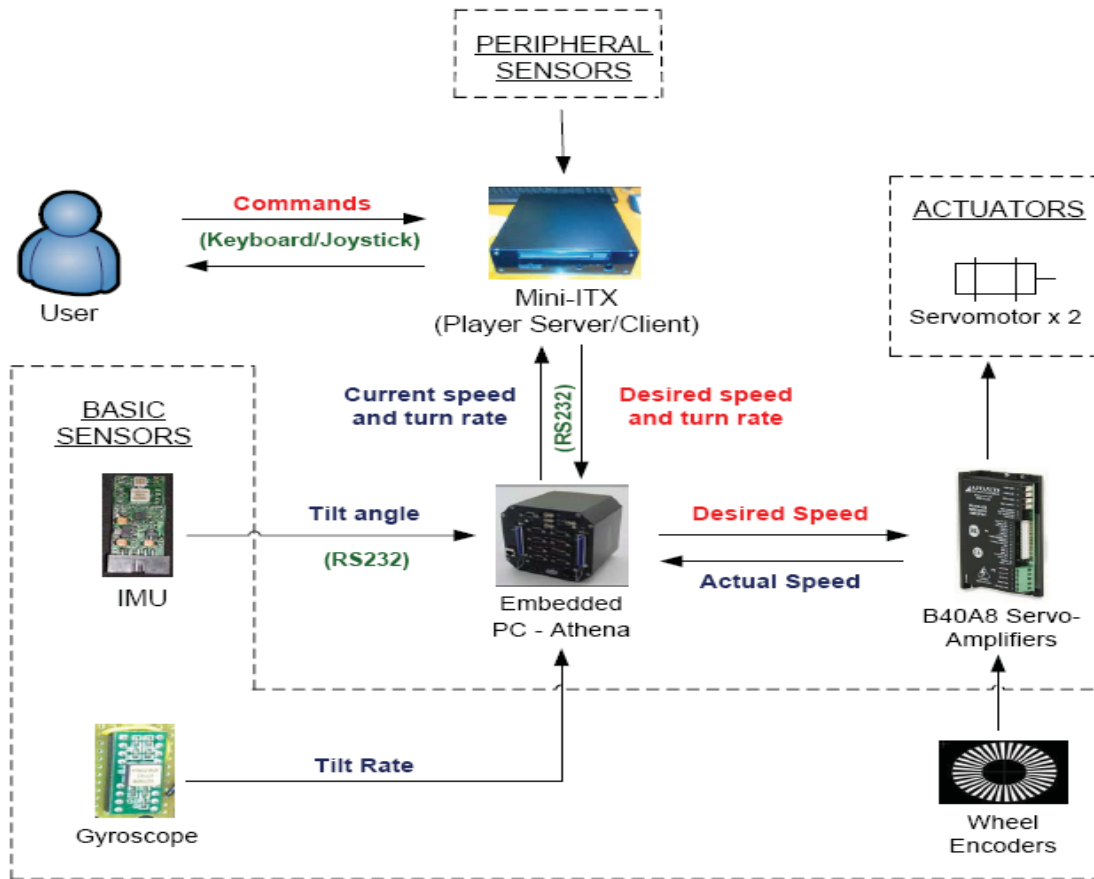 PERIPHERAL
SENSORS
Commands
(Keyboard/Joystick)
User
Mini-ITX
(Player Server/Client)
ACTUATORS
Servomotor x 2
BASIC
SENSORS
Current speed
and turn rate
(RS232)
Desired speed
and turn rate
IMU
Tilt angle
(RS232)
Embedded
PC - Athena
Desired Speed
Actual Speed
B40A8 Servo-
Amplifiers
Gyroscope
Tilt Rate
Wheel
Encoders